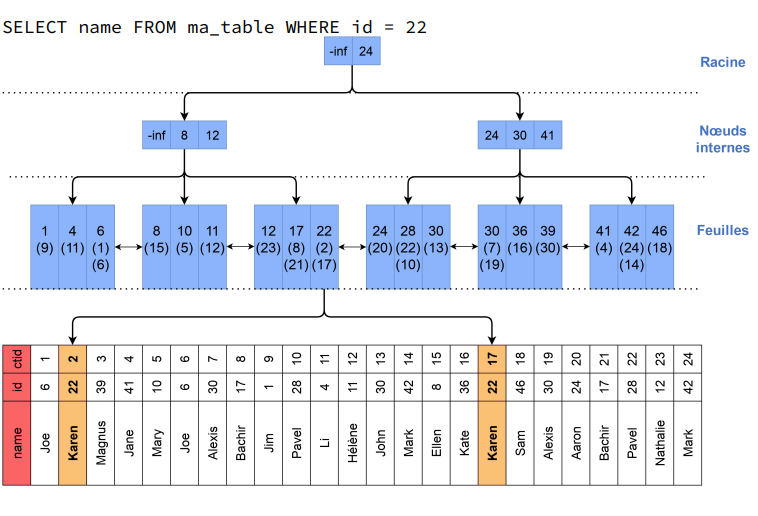 SELECT name FROM ma_table WHERE id = 22
-inf 24
Racine
-inf 8 12
24 30 41
Nœuds
internes
1 4 6
(9) (11) (1)
(6)
8 10 11
(15) (5) (12)
12 17 22
(23) (8) (2)
(21) (17)
24 28 30
(20) (22) (13)
(10)
30 36 39
(7) (16) (30)
(19)
41 42 46
(4) (24) (18)
(14)
Feuilles
ctid 1 2 3 4 5 6 7 8 9 10 11 12 13 14 15 16 17 18 19 20 21 22 23 24
id 6 22 39 41 10 6 30 17 1 28 4 11 30 42 8 36 22 46 30 24 17 28 12 42
name Joe Karen Magnus Jane Mary Joe Alexis Bachir Jim Pavel Li Hélène John Mark Ellen Kate Karen Sam Alexis Aaron Bachir Pavel Nathalie Mark